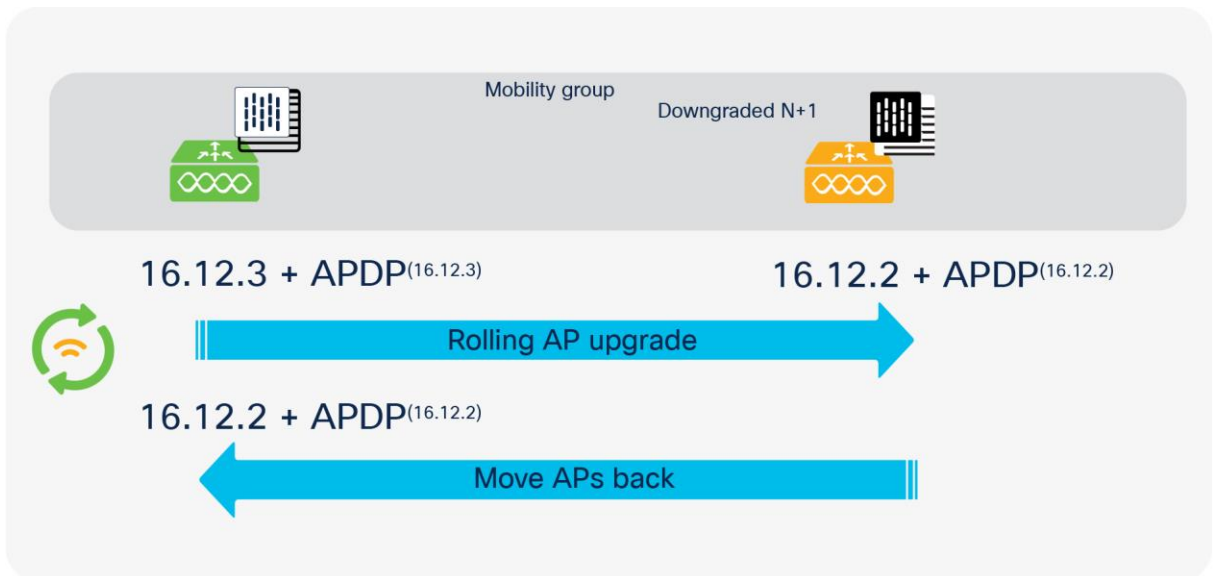 Mobility group
Downgraded N+1
16.12.3 + APDP(16.12.3)
16.12.2 + APDP(16.12.2)
Rolling AP upgrade
16.12.2 + APDP(16.12.2)
Move APs back